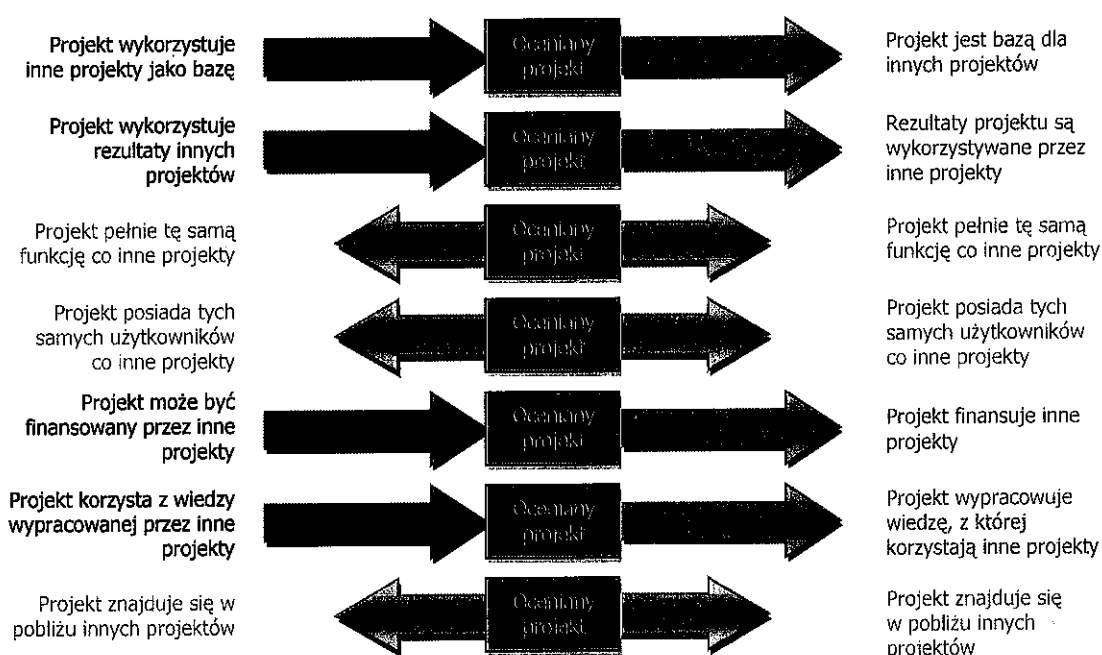 Projekt wykorzystuje
inne projekty jako bazę
Oceniany
projekt
Projekt jest bazą dla
innych projektów
Projekt wykorzystuje
rezultaty innych
projektów
Oceniany
projekt
Rezultaty projektu są
wykorzystywane przez
inne projekty
Projekt pełnie tę samą
funkcję co inne projekty
Oceniany
projekt
Projekt pełnie tę samą
funkcję co inne projekty
Projekt posiada tych
samych użytkowników
co inne projekty
Oceniany
projekt
Projekt posiada tych
samych użytkowników
co inne projekty
Projekt może być
finansowany przez inne
projekty
Oceniany
projekt
Projekt finansuje inne
projekty
Projekt korzysta z wiedzy
wypracowanej przez inne
projekty
Oceniany
projekt
Projekt wypracowuje
wiedzę, z której
korzystają inne projekty
Projekt znajduje się w
pobliżu innych projektów
Oceniany
projekt
Projekt znajduje się
w pobliżu innych
projektów